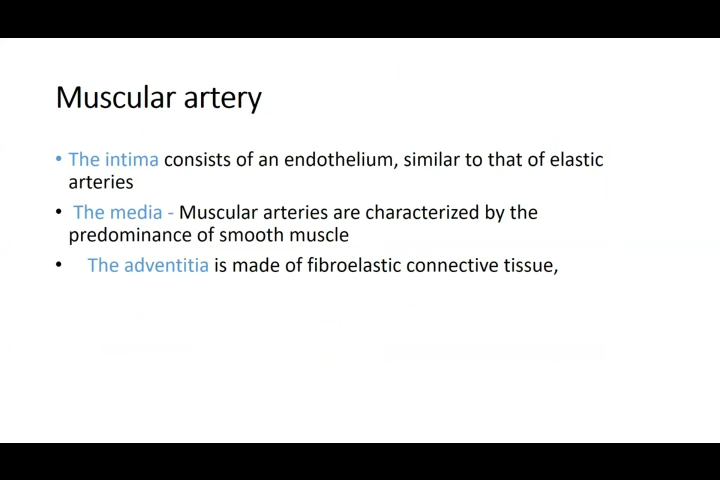 Muscular artery
• The intima consists of an endothelium, similar to that of elastic
arteries
• The media - Muscular arteries are characterized by the
predominance of smooth muscle
• The adventitia is made of fibroelastic connective tissue,